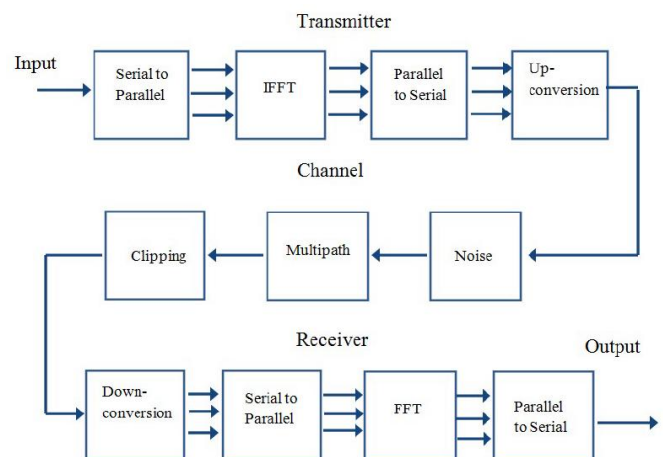 Transmitter
Input
Serial to
Parallel
IFFT
Parallel
to Serial
Up-
conversion
Channel
Clipping
Multipath
Noise
Receiver
Output
Down-
conversion
Serial to
Parallel
FFT
Parallel
to Serial